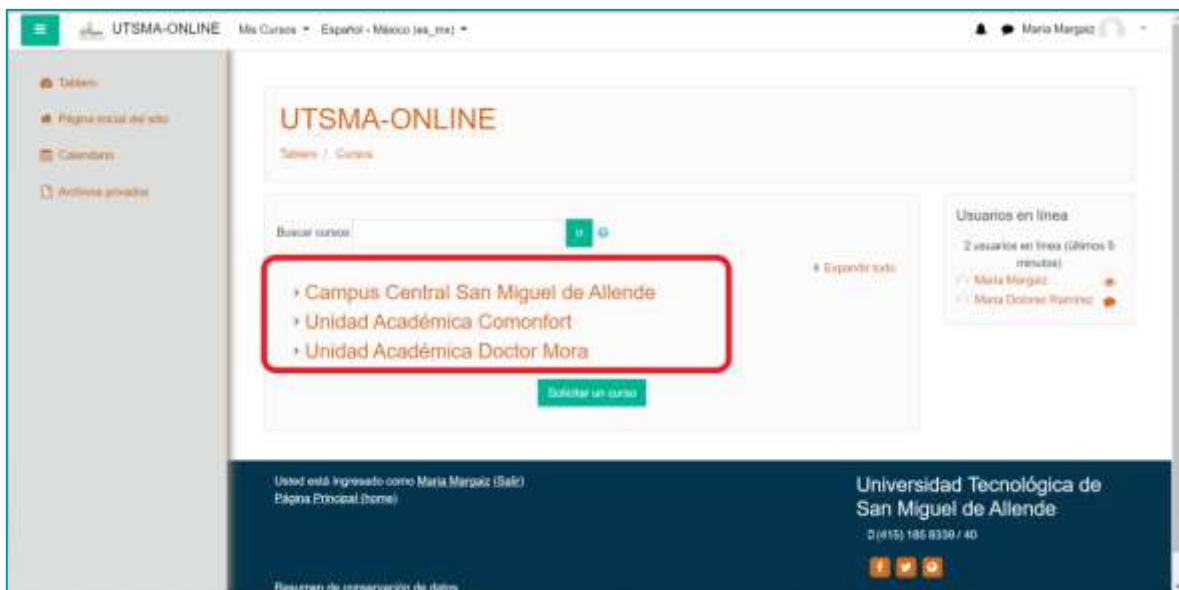 UTSMA-ONLINE Mis Cursos Español - México (es_mx) Maria Margaiz
Tablero
Página inicial del sitio
Calendario
Archivos privados
UTSMA-ONLINE
Tablero / Cursos
Buscar cursos Ir
Expandir todo
Campus Central San Miguel de Allende
Unidad Académica Comonfort
Unidad Académica Doctor Mora
Solicitar un curso
Usuarios en línea
2 usuarios en línea (últimos 5
minutos)
Maria Margaiz
Maria Dolores Ramirez
Usted está ingresado como Maria Margaiz (Salir)
Página Principal (home)
Resumen de conservación de datos
Universidad Tecnológica de
San Miguel de Allende
(415) 185 8339 / 40